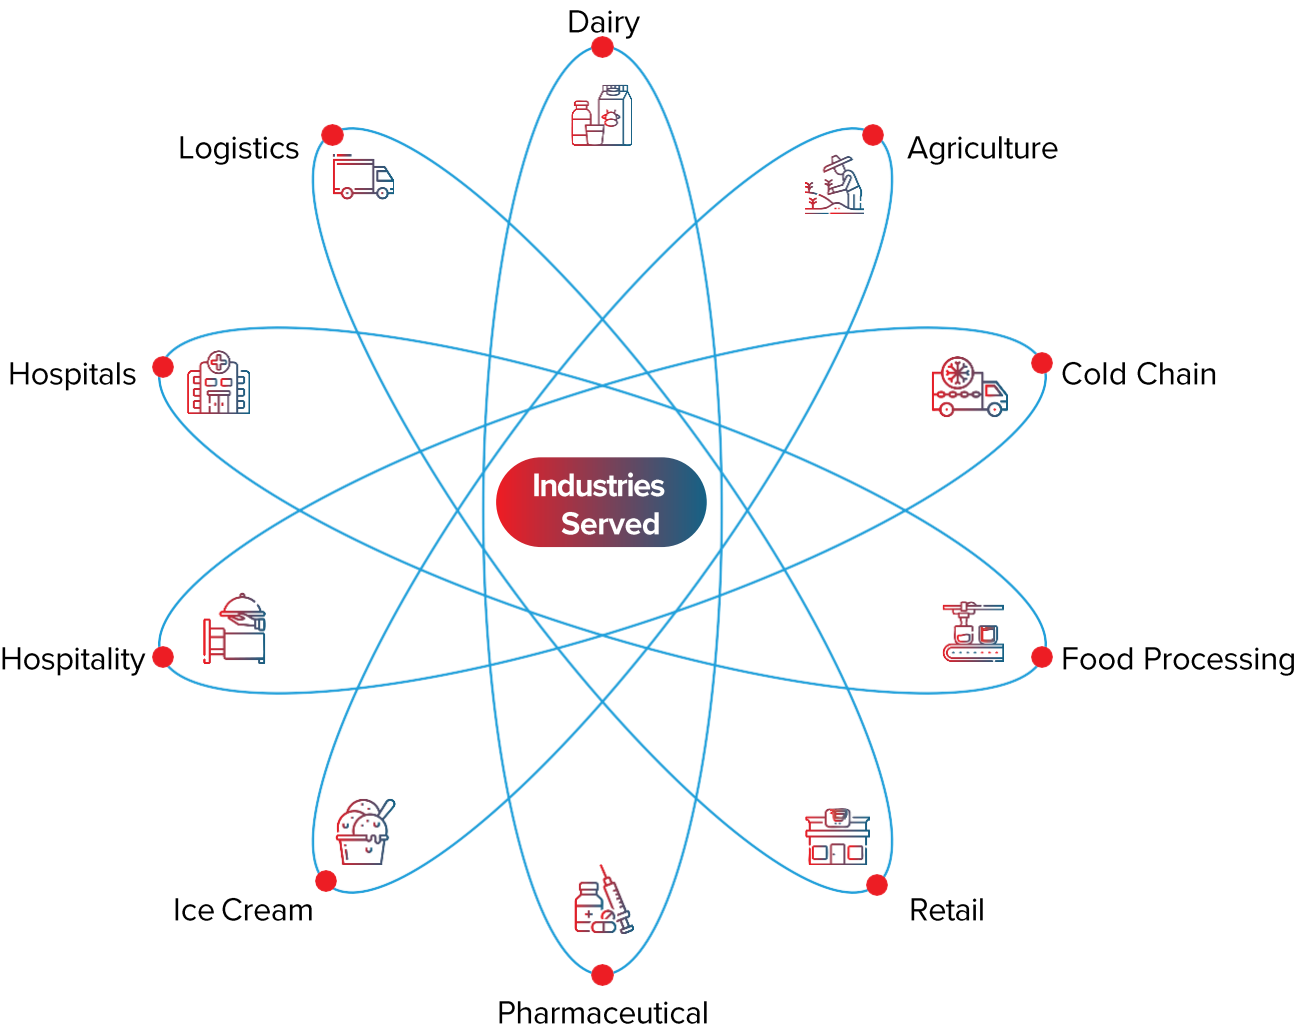 Dairy
Logistics
Agriculture
Hospitals
Cold Chain
Industries
Served
Hospitality
Food Processing
Ice Cream
Retail
Pharmaceutical